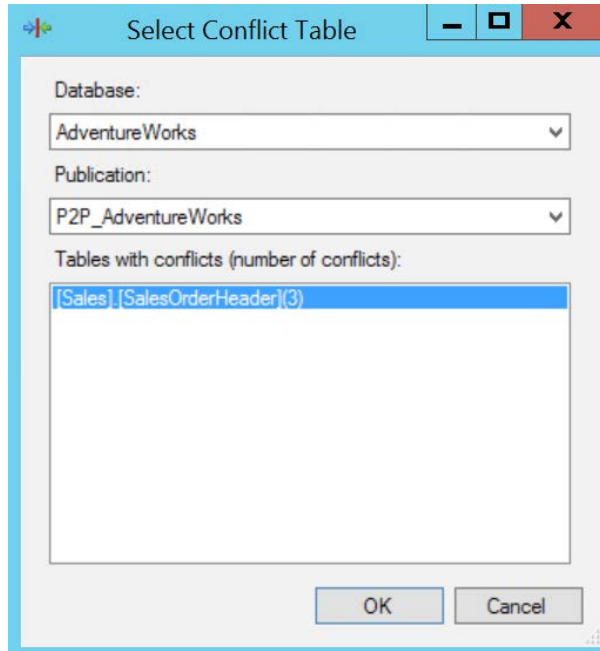 Select Conflict Table
Database:
AdventureWorks
Publication:
P2P_AdventureWorks
Tables with conflicts (number of conflicts):
[Sales].[SalesOrderHeader](3)
OK Cancel